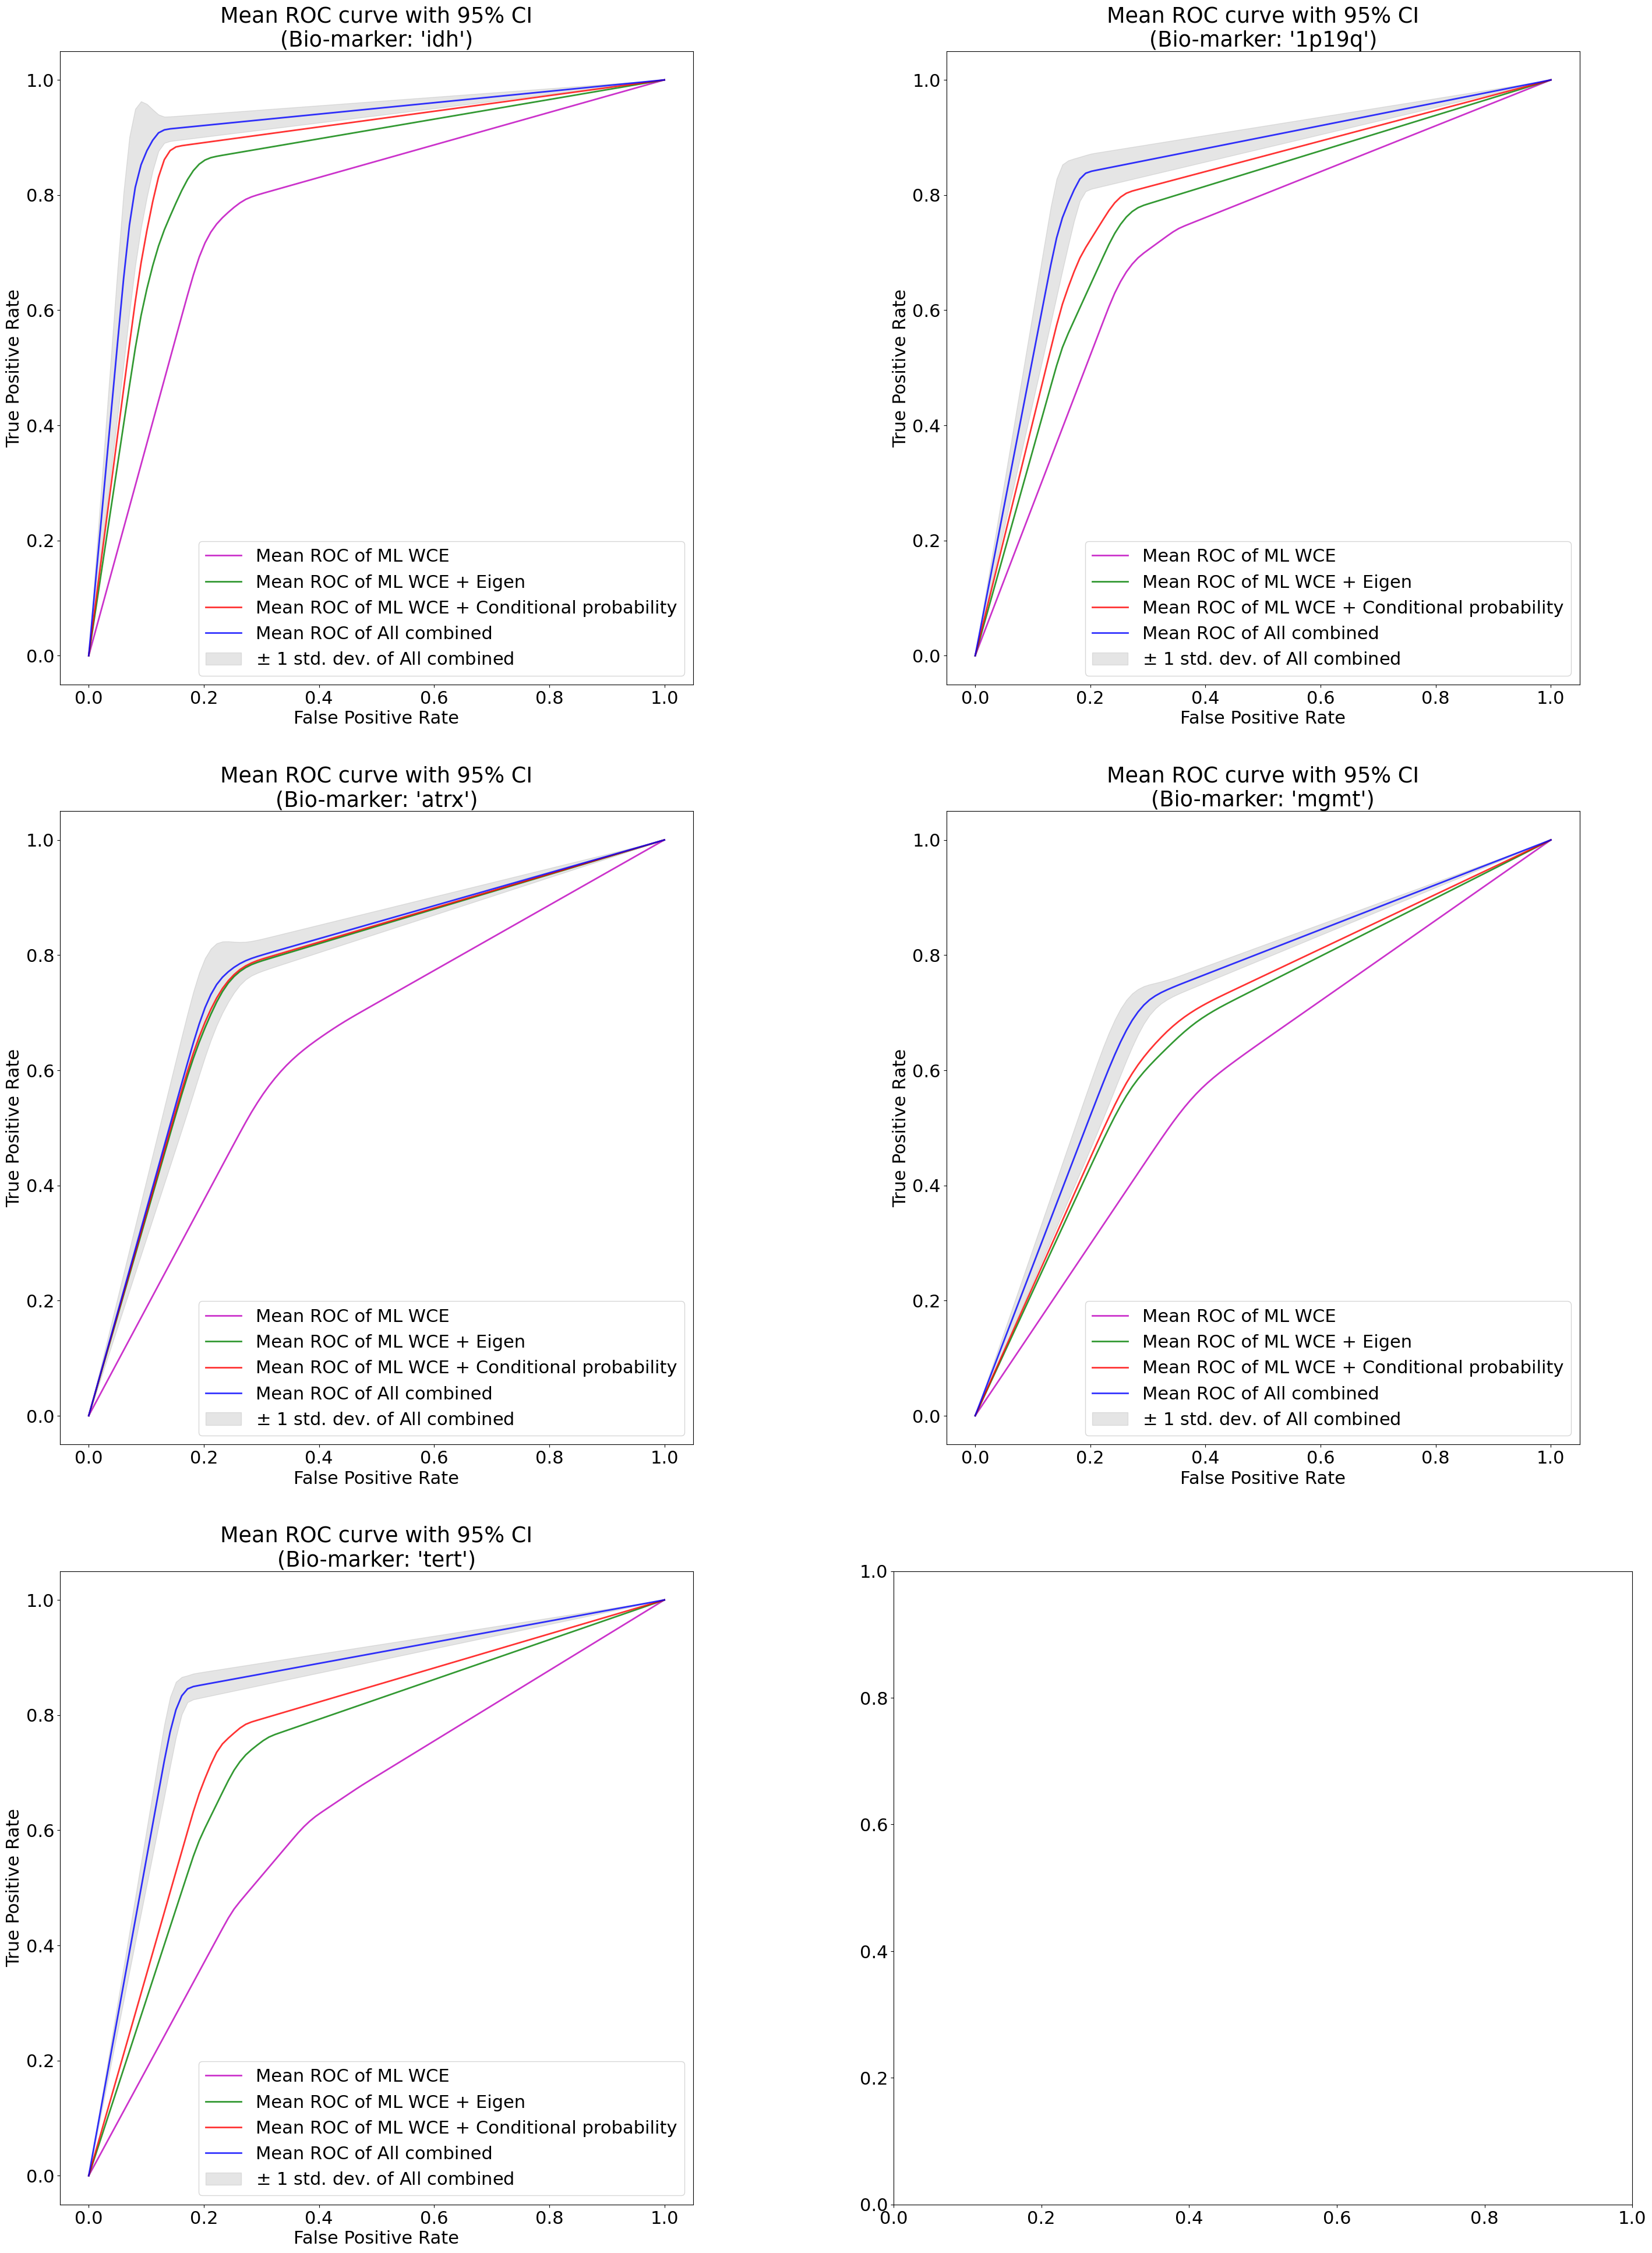 Mean ROC curve with 95% CI
(Bio-marker: 'idh')
True Positive Rate
1.0
0.8
0.6
0.4
0.2
0.0
Mean ROC of ML WCE
Mean ROC of ML WCE + Eigen
Mean ROC of ML WCE + Conditional probability
Mean ROC of All combined
± 1 std. dev. of All combined
0.0 0.2 0.4 0.6 0.8 1.0
False Positive Rate
Mean ROC curve with 95% CI
(Bio-marker: '1p19q')
True Positive Rate
1.0
0.8
0.6
0.4
0.2
0.0
Mean ROC of ML WCE
Mean ROC of ML WCE + Eigen
Mean ROC of ML WCE + Conditional probability
Mean ROC of All combined
± 1 std. dev. of All combined
0.0 0.2 0.4 0.6 0.8 1.0
False Positive Rate
Mean ROC curve with 95% CI
(Bio-marker: 'atrx')
True Positive Rate
1.0
0.8
0.6
0.4
0.2
0.0
Mean ROC of ML WCE
Mean ROC of ML WCE + Eigen
Mean ROC of ML WCE + Conditional probability
Mean ROC of All combined
± 1 std. dev. of All combined
0.0 0.2 0.4 0.6 0.8 1.0
False Positive Rate
Mean ROC curve with 95% CI
(Bio-marker: 'mgmt')
True Positive Rate
1.0
0.8
0.6
0.4
0.2
0.0
Mean ROC of ML WCE
Mean ROC of ML WCE + Eigen
Mean ROC of ML WCE + Conditional probability
Mean ROC of All combined
± 1 std. dev. of All combined
0.0 0.2 0.4 0.6 0.8 1.0
False Positive Rate
Mean ROC curve with 95% CI
(Bio-marker: 'tert')
True Positive Rate
1.0
0.8
0.6
0.4
0.2
0.0
Mean ROC of ML WCE
Mean ROC of ML WCE + Eigen
Mean ROC of ML WCE + Conditional probability
Mean ROC of All combined
± 1 std. dev. of All combined
0.0 0.2 0.4 0.6 0.8 1.0
False Positive Rate
1.0
0.8
0.6
0.4
0.2
0.0
0.0 0.2 0.4 0.6 0.8 1.0